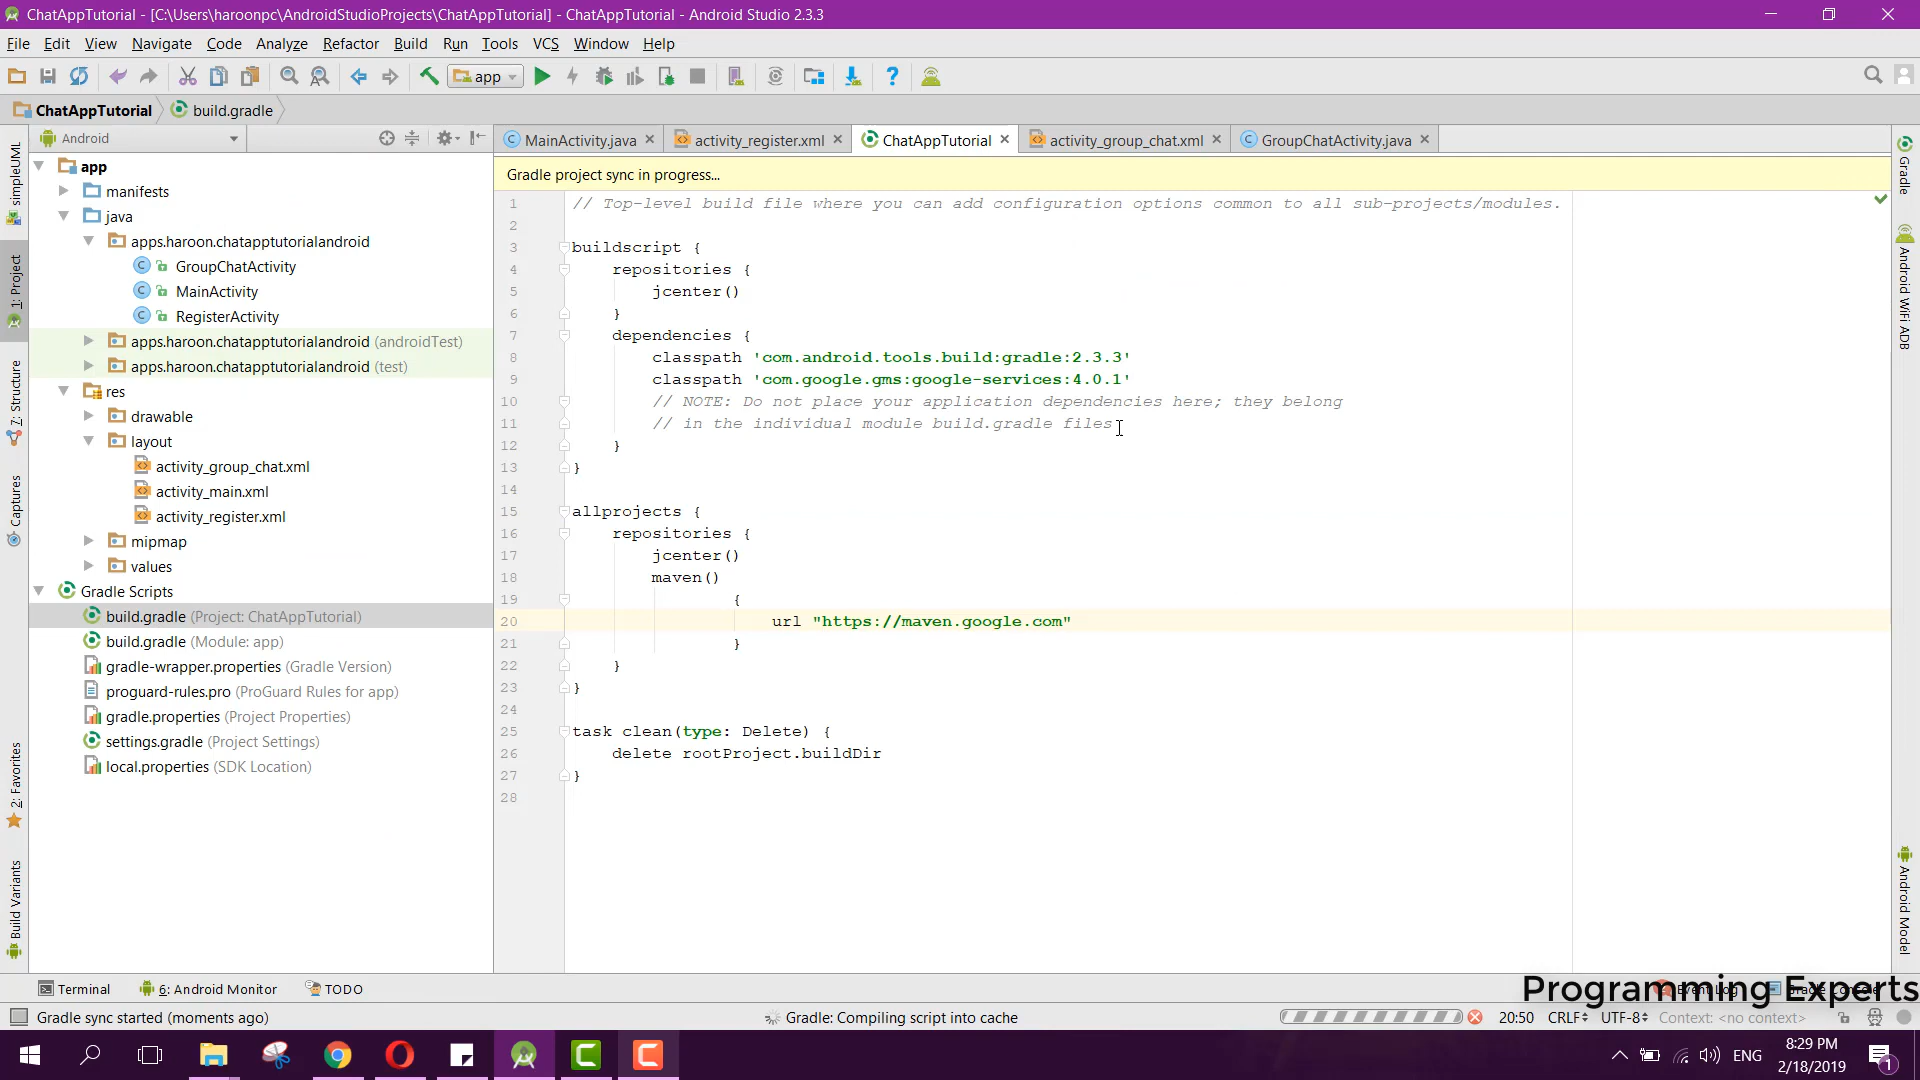 ChatAppTutorial - [C:\Users\haroonpc\AndroidStudioProjects\ChatAppTutorial] - ChatAppTutorial - Android Studio 2.3.3
File Edit View Navigate Code Analyze Refactor Build Run Tools VCS Window Help
app
ChatAppTutorial build.gradle
Android
MainActivity.java activity_register.xml ChatAppTutorial activity_group_chat.xml GroupChatActivity.java
Gradle project sync in progress...
simpleUML
1: Project
7: Structure
Captures
2: Favorites
Build Variants
app
manifests
java
apps.haroon.chatapptutorialandroid
GroupChatActivity
MainActivity
RegisterActivity
apps.haroon.chatapptutorialandroid (androidTest)
apps.haroon.chatapptutorialandroid (test)
res
drawable
layout
activity_group_chat.xml
activity_main.xml
activity_register.xml
mipmap
values
Gradle Scripts
build.gradle (Project: ChatAppTutorial)
build.gradle (Module: app)
gradle-wrapper.properties (Gradle Version)
proguard-rules.pro (ProGuard Rules for app)
gradle.properties (Project Properties)
settings.gradle (Project Settings)
local.properties (SDK Location)
1 // Top-level build file where you can add configuration options common to all sub-projects/modules.
2
3 buildscript {
4 repositories {
5 jcenter()
6 }
7 dependencies {
8 classpath 'com.android.tools.build:gradle:2.3.3'
9 classpath 'com.google.gms:google-services:4.0.1'
10 // NOTE: Do not place your application dependencies here; they belong
11 // in the individual module build.gradle files
12 }
13 }
14
15 allprojects {
16 repositories {
17 jcenter()
18 maven()
19 {
20 url "https://maven.google.com"
21 }
22 }
23 }
24
25 task clean(type: Delete) {
26 delete rootProject.buildDir
27 }
28
Gradle
Android WiFi ADB
Android Model
Terminal 6: Android Monitor TODO
Programming Experts
Gradle sync started (moments ago) Gradle: Compiling script into cache 20:50 CRLF UTF-8 Context: <no context>
ENG 8:29 PM
2/18/2019
1